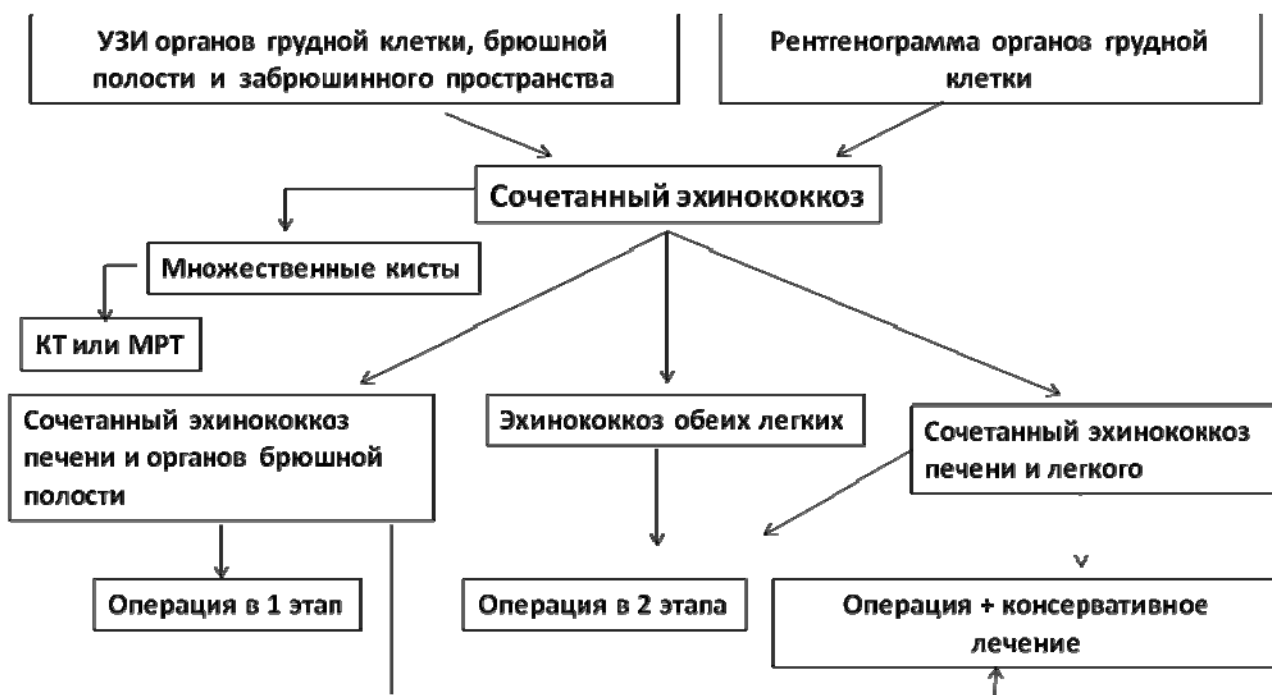 УЗИ органов грудной клетки, брюшной
полости и забрюшинного пространства
Рентгенограмма органов грудной
клетки
Сочетанный эхинококкоз
Множественные кисты
КТ или МРТ
Сочетанный эхинококкоз
печени и органов брюшной
полости
Эхинококкоз обеих легких
Сочетанный эхинококкоз
печени и легкого
Операция в 1 этап
Операция в 2 этапа
Операция + консервативное
лечение